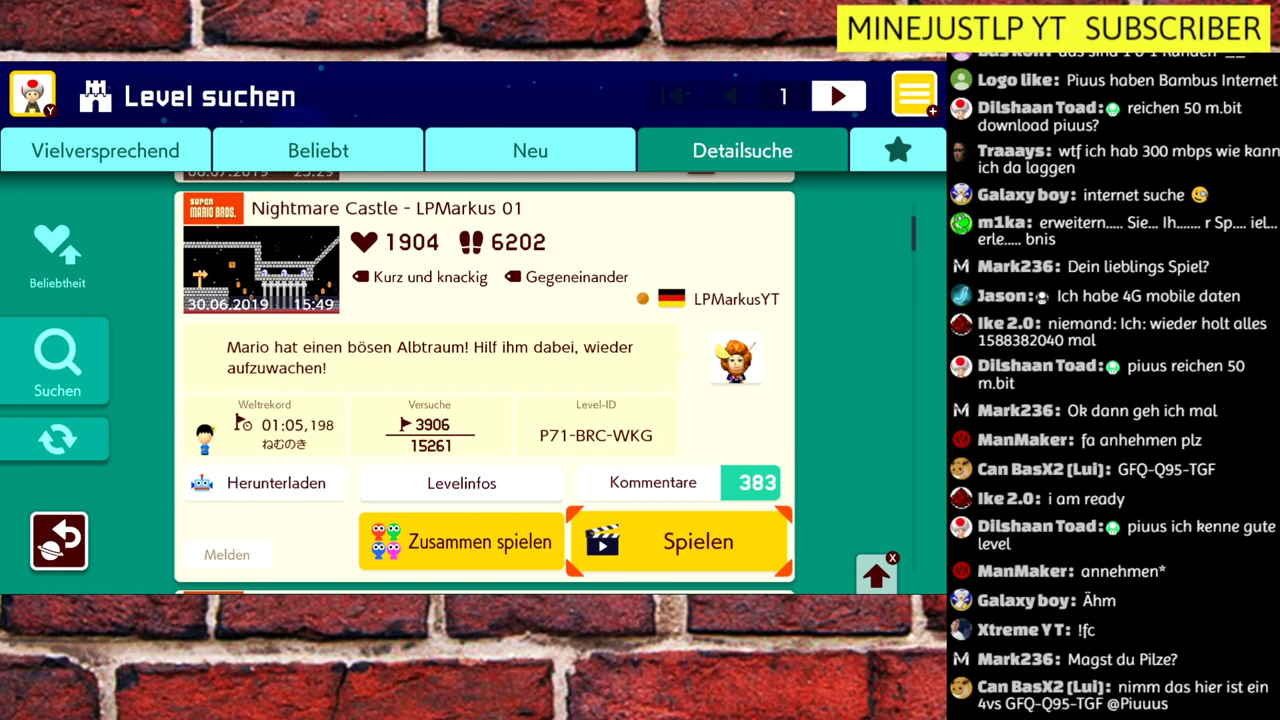 MINEJUSTLP YT SUBSCRIBER
Level suchen
1
Y
+
Vielversprechend
Beliebt
Neu
Detailsuche
SUPER
MARIO BROS.
Nightmare Castle - LPMarkus 01
1904
6202
Kurz und knackig
Gegeneinander
30.06.2019 15:49
LPMarkusYT
Mario hat einen bösen Albtraum! Hilf ihm dabei, wieder
aufzuwachen!
Weltrekord
01:05,198
ねむのき
Versuche
3906
15261
Level-ID
P71-BRC-WKG
Herunterladen
Levelinfos
Kommentare
383
Melden
Zusammen spielen
Spielen
Beliebtheit
Suchen
X
Logo like: Piuus haben Bambus Internet
Dilshaan Toad: reichen 50 m.bit
download piuus?
Traaays: wtf ich hab 300 mbps wie kann
ich da laggen
Galaxy boy: internet suche
m1ka: erweitern..... Sie... Ih....... r Sp.... iel...
erle..... bnis
Mark236: Dein lieblings Spiel?
Jason: Ich habe 4G mobile daten
Ike 2.0: niemand: Ich: wieder holt alles
1588382040 mal
Dilshaan Toad: piuus reichen 50
m.bit
Mark236: Ok dann geh ich mal
ManMaker: fa anhehmen plz
Can BasX2 [Lui]: GFQ-Q95-TGF
Ike 2.0: i am ready
Dilshaan Toad: piuus ich kenne gute
level
ManMaker: annehmen*
Galaxy boy: Ähm
Xtreme Y T: !fc
Mark236: Magst du Pilze?
Can BasX2 [Lui]: nimm das hier ist ein
4vs GFQ-Q95-TGF @Piuuus